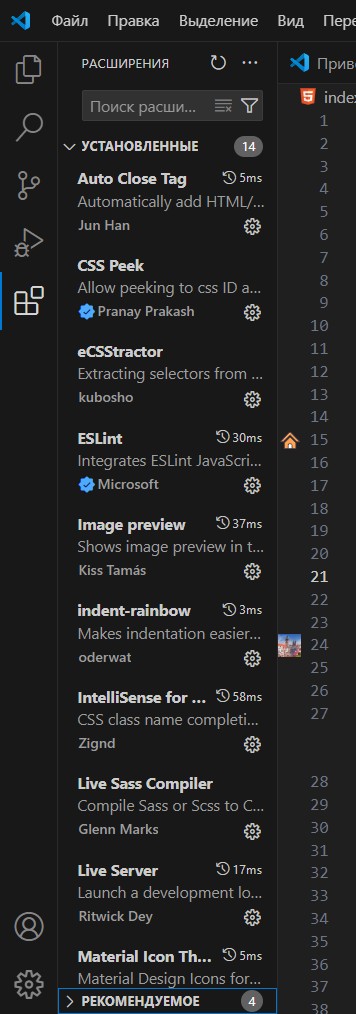 Файл Правка Выделение Вид Пере
РАСШИРЕНИЯ
Приве
Поиск расши...
index
УСТАНОВЛЕННЫЕ 14
Auto Close Tag 5ms
Automatically add HTML/...
Jun Han
CSS Peek
Allow peeking to css ID a...
Pranay Prakash
eCSStractor
Extracting selectors from ...
kubosho
ESLint 30ms
Integrates ESLint JavaScri...
Microsoft
Image preview 37ms
Shows image preview in t...
Kiss Tamás
indent-rainbow 3ms
Makes indentation easier...
oderwat
IntelliSense for ... 58ms
CSS class name completi...
Zignd
Live Sass Compiler
Compile Sass or Scss to C...
Glenn Marks
Live Server 17ms
Launch a development lo...
Ritwick Dey
Material Icon Th... 5ms
Material Design Icons for...
РЕКОМЕНДУЕМОЕ 4
1
2
3
4
5
6
7
8
9
10
11
12
13
14
15
16
17
18
19
20
21
22
23
24
25
26
27
28
29
30
31
32
33
34
35
36
37
38